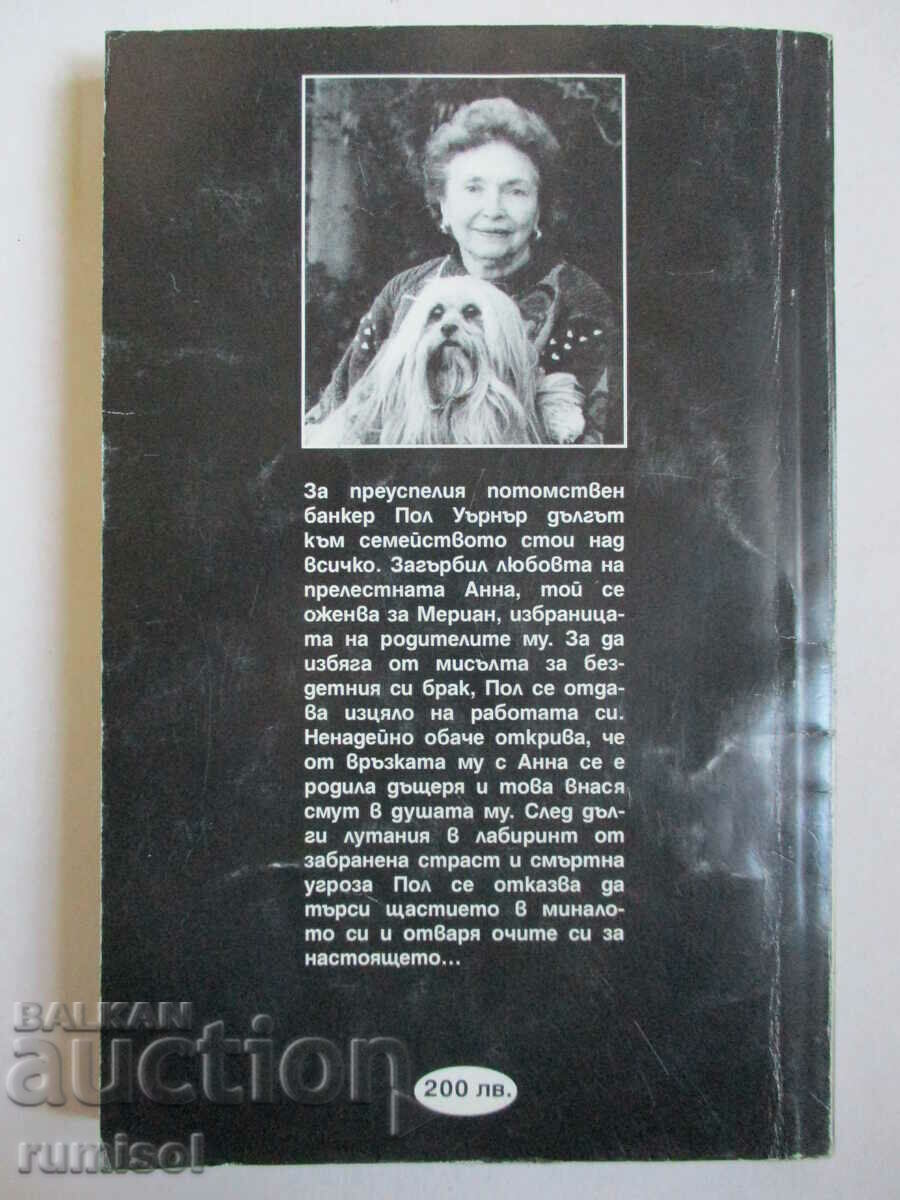 За преуспелия потомствен
банкер Пол Уърнър дългът
към семейството стои над
всичко. Загърбил любовта на
прелестната Анна, той се
оженва за Мериан, избраница-
та на родителите му. За да
избяга от мисълта за без-
детния си брак, Пол се отда-
ва изцяло на работата си.
Ненадейно обаче открива, че
от връзката му с Анна се е
родила дъщеря и това внася
смут в душата му. След дъл-
ги лутания в лабиринт от
забранена страст и смъртна
угроза Пол се отказва да
търси щастието в минало-
то си и отваря очите си за
настоящето...
BALKAN
auction
200 лв.
rumisol